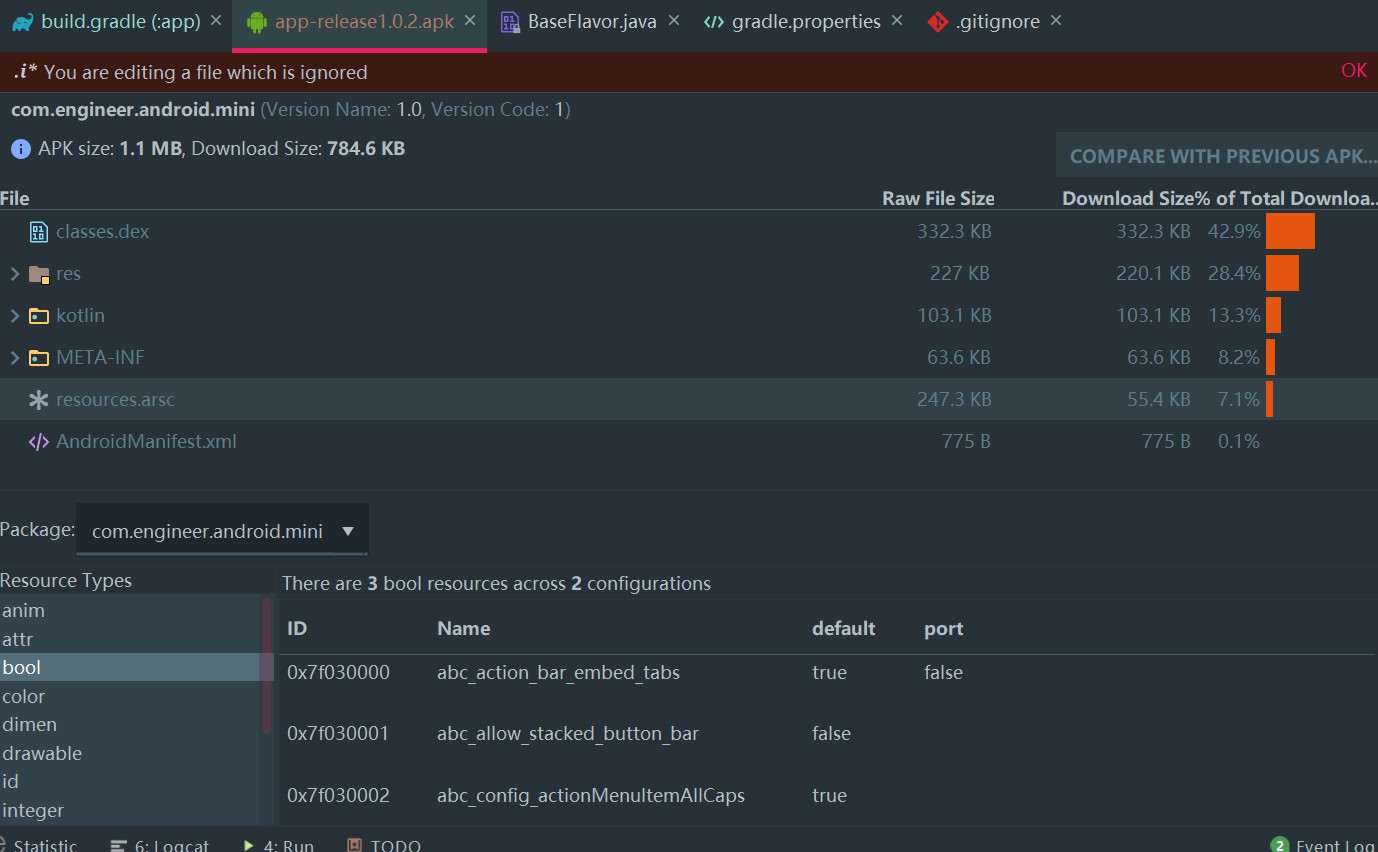 build.gradle (:app) app-release1.0.2.apk BaseFlavor.java gradle.properties .gitignore
.i* You are editing a file which is ignored OK
com.engineer.android.mini (Version Name: 1.0, Version Code: 1)
APK size: 1.1 MB, Download Size: 784.6 KB
COMPARE WITH PREVIOUS APK...
File Raw File Size Download Size % of Total Downloa...
classes.dex 332.3 KB 332.3 KB 42.9%
res 227 KB 220.1 KB 28.4%
kotlin 103.1 KB 103.1 KB 13.3%
META-INF 63.6 KB 63.6 KB 8.2%
resources.arsc 247.3 KB 55.4 KB 7.1%
AndroidManifest.xml 775 B 775 B 0.1%
Package: com.engineer.android.mini
Resource Types
anim
attr
bool
color
dimen
drawable
id
integer
There are 3 bool resources across 2 configurations
ID Name default port
0x7f030000 abc_action_bar_embed_tabs true false
0x7f030001 abc_allow_stacked_button_bar false
0x7f030002 abc_config_actionMenuItemAllCaps true
Statistic 6: Logcat 4: Run TODO 2 Event Log